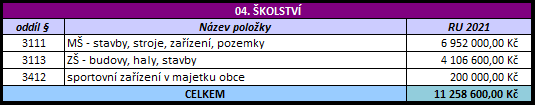 04. ŠKOLSTVÍ
oddíl § Název položky RU 2021
3111 MŠ - stavby, stroje, zařízení, pozemky 6 952 000,00 Kč
3113 ZŠ - budovy, haly, stavby 4 106 600,00 Kč
3412 sportovní zařízení v majetku obce 200 000,00 Kč
CELKEM 11 258 600,00 Kč